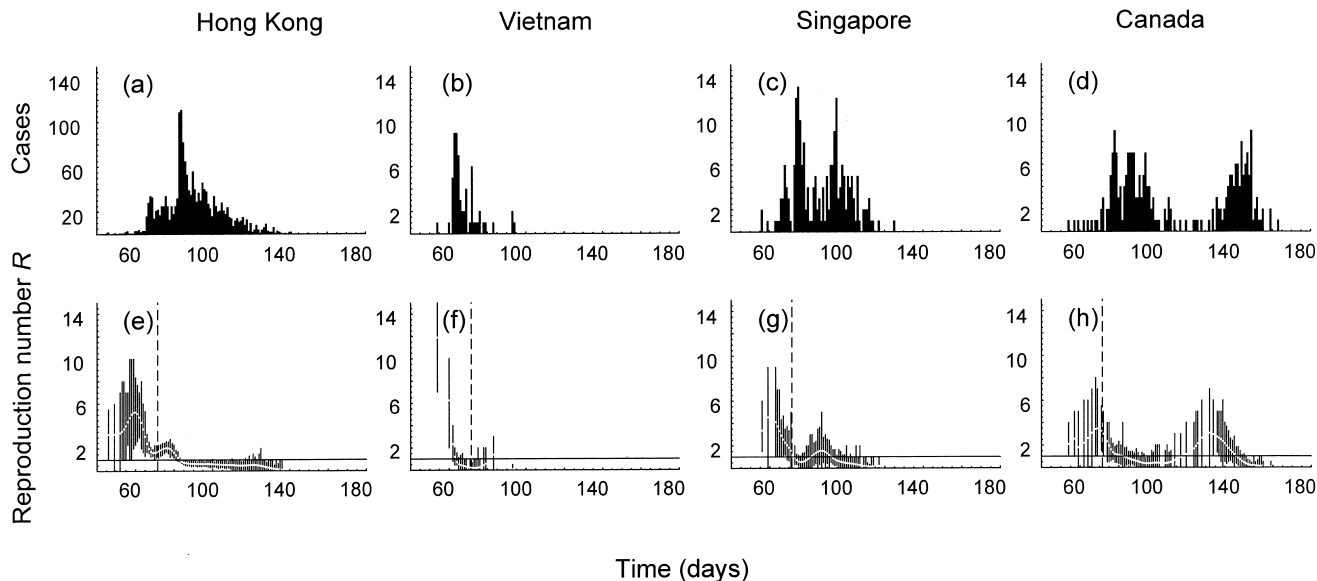 Hong Kong Vietnam Singapore Canada
Cases
140 (a) 14 (b) 14 (c) 14 (d)
100 10 10 10
60 6 6 6
20 2 2 2
60 100 140 180 60 100 140 180 60 100 140 180 60 100 140 180
Reproduction number R
14 (e) 14 (f) 14 (g) 14 (h)
10 10 10 10
6 6 6 6
2 2 2 2
60 100 140 180 60 100 140 180 60 100 140 180 60 100 140 180
Time (days)